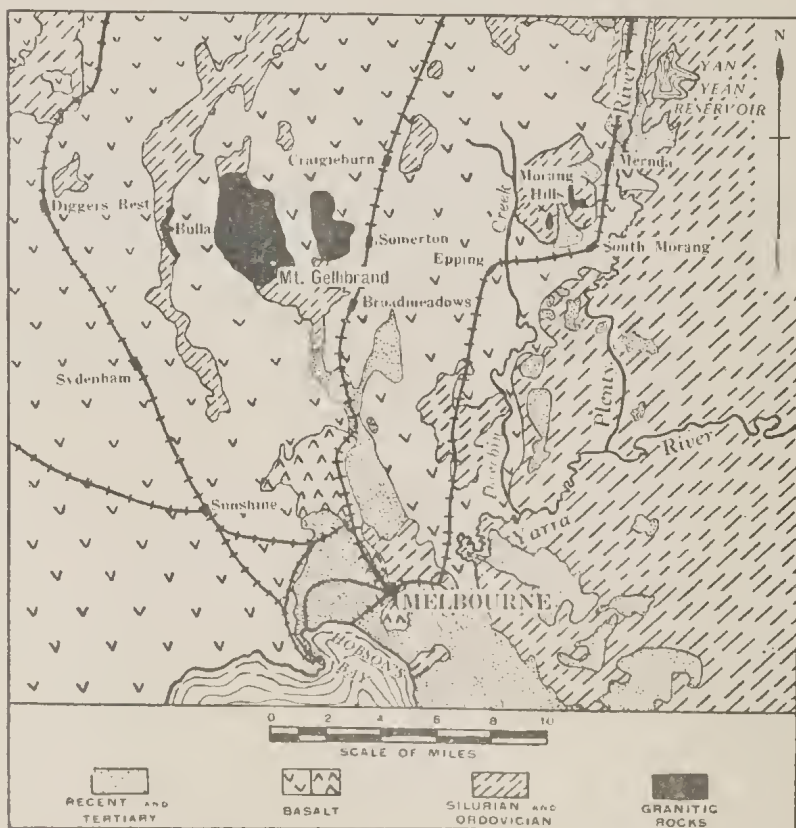 N
YAN
YEAN
RESERVOIR
River
Craigieburn
Mernda
Morang
Hills
Diggers Rest
Bulla
Creek
Somerton
Epping
South Morang
Mt. Gellibrand
Broadmeadows
Sydenham
Plenty
River
Darebin
Sunshine
Yarra
MELBOURNE
HOBSONS
BAY
0 2 4 6 8 10
SCALE OF MILES
RECENT AND
TERTIARY
BASALT
SILURIAN AND
ORDOVICIAN
GRANITIC
ROCKS